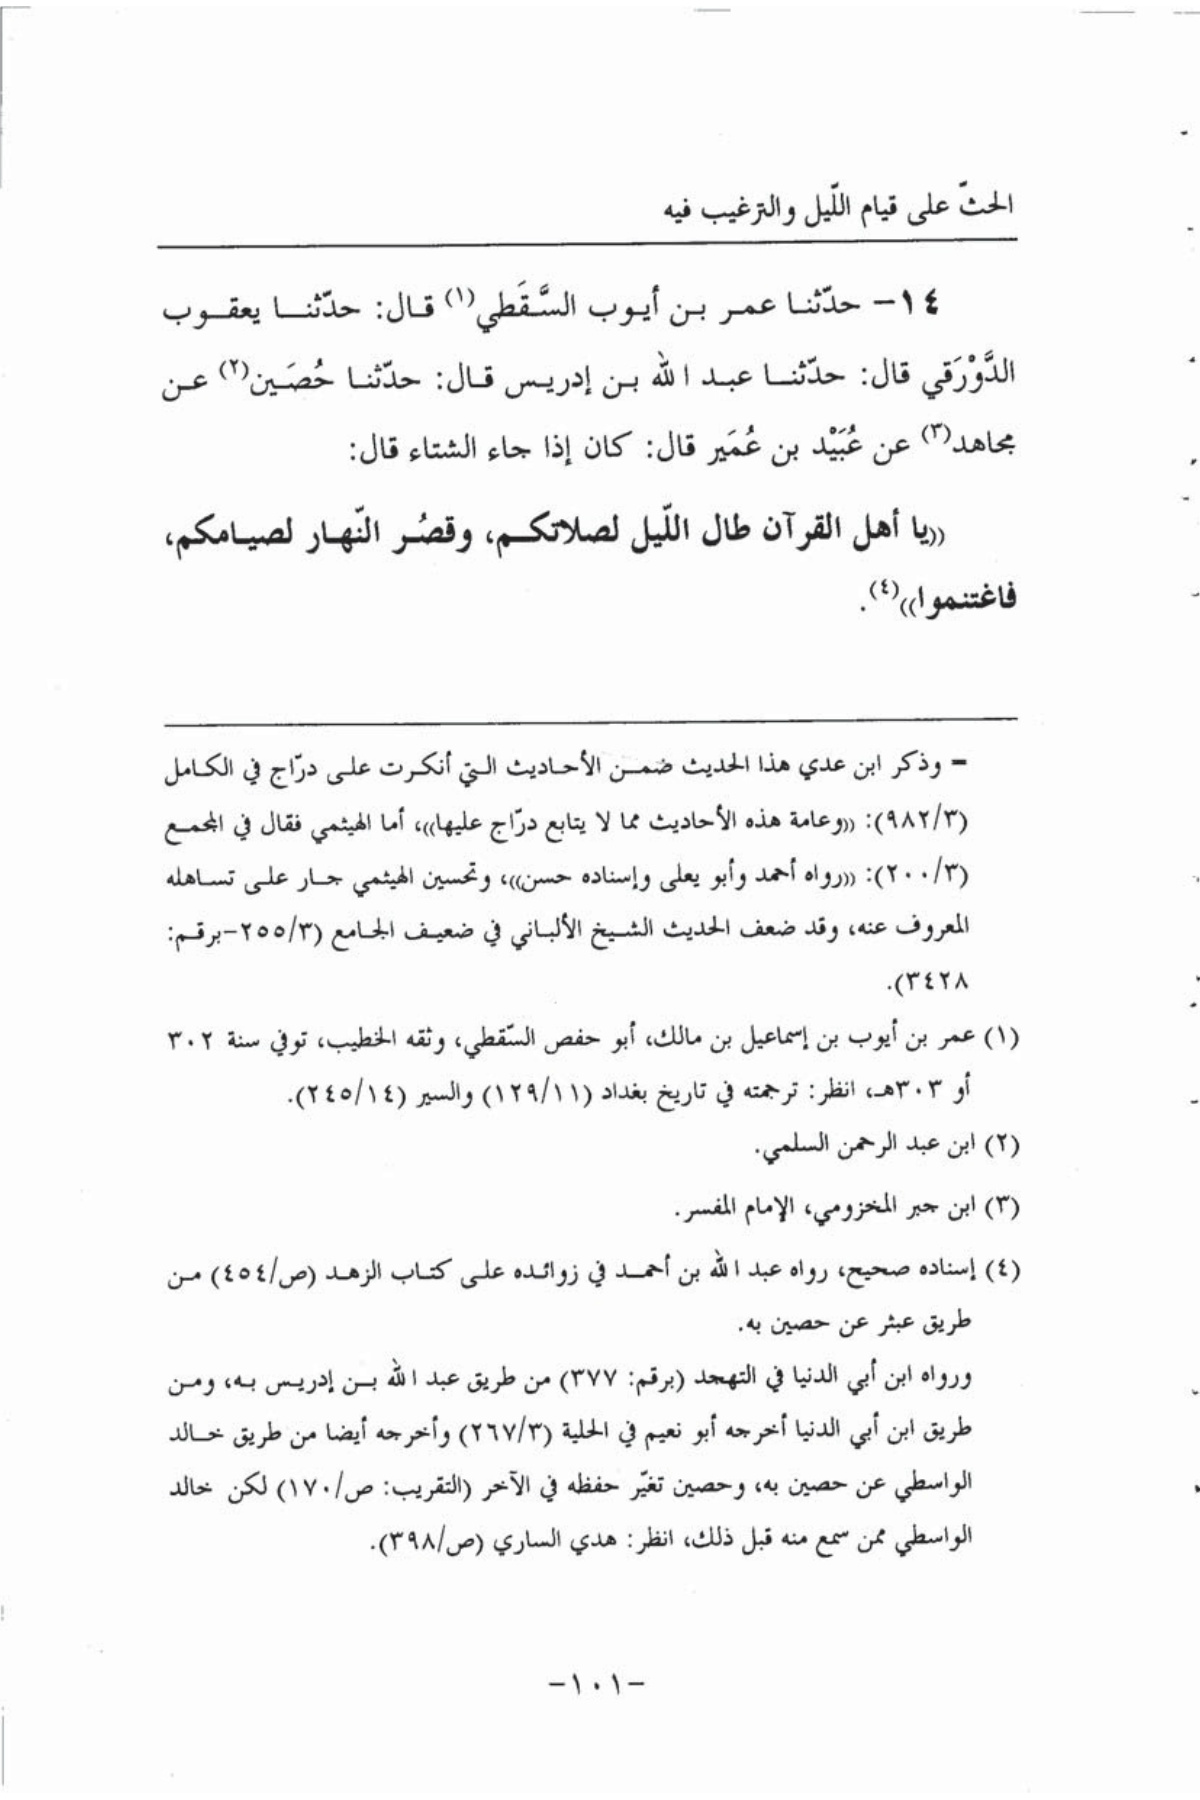 الحثّ على قيام اللّيل والترغيب فيه
١٤- حدّثنا عمر بن أيوب السَّقَطي(١) قال: حدّثنا يعقوب
الدَّوْرَقي قال: حدّثنا عبد الله بن إدريس قال: حدّثنا حُصَين(٢) عن
مجاهد(٣) عن عُبَيْد بن عُمَير قال: كان إذا جاء الشتاء قال:
((يا أهل القرآن طال اللّيل لصلاتكم، وقصُر النّهار لصيامكم،
فاغتنموا))(٤).
= وذكر ابن عدي هذا الحديث ضمن الأحاديث التي أنكرت على درّاج في الكامل
(٩٨٢/٣): ((وعامة هذه الأحاديث مما لا يتابع درّاج عليها))، أما الهيثمي فقال في المجمع
(٢٠٠/٣): ((رواه أحمد وأبو يعلى وإسناده حسن))، وتحسين الهيثمي جار على تساهله
المعروف عنه، وقد ضعف الحديث الشيخ الألباني في ضعيف الجامع (٢٥٥/٣-برقم:
٣٤٢٨).
(١) عمر بن أيوب بن إسماعيل بن مالك، أبو حفص السّقطي، وثقه الخطيب، توفي سنة ٣٠٢
أو ٣٠٣هـ، انظر: ترجمته في تاريخ بغداد (١٢٩/١١) والسير (٢٤٥/١٤).
(٢) ابن عبد الرحمن السلمي.
(٣) ابن جبر المخزومي، الإمام المفسر.
(٤) إسناده صحيح، رواه عبد الله بن أحمد في زوائده على كتاب الزهد (ص/٤٥٤) من
طريق عبثر عن حصين به.
ورواه ابن أبي الدنيا في التهجد (برقم: ٣٧٧) من طريق عبد الله بن إدريس به، ومن
طريق ابن أبي الدنيا أخرجه أبو نعيم في الحلية (٢٦٧/٣) وأخرجه أيضا من طريق خالد
الواسطي عن حصين به، وحصين تغيّر حفظه في الآخر (التقريب: ص/١٧٠) لكن خالد
الواسطي ممن سمع منه قبل ذلك، انظر: هدي الساري (ص/٣٩٨).
-١٠١-